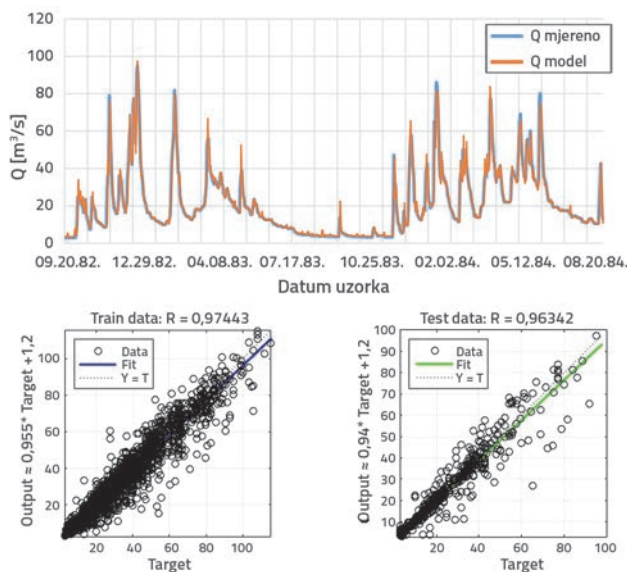 120
100
80
60
40
20
0
Q [m³/s]
Q mjereno
Q model
09.20.82. 12.29.82. 04.08.83. 07.17.83. 10.25.83. 02.02.84. 05.12.84. 08.20.84.
Datum uzorka
Train data: R = 0,97443
Output ≈ 0,955* Target +1,2
100
80
60
40
20
Data
Fit
Y = T
20 40 60 80 100
Target
Test data: R = 0,96342
Output ≈ 0,94* Target +1,2
100
90
80
70
60
50
40
30
20
10
Data
Fit
Y = T
20 40 60 80 100
Target